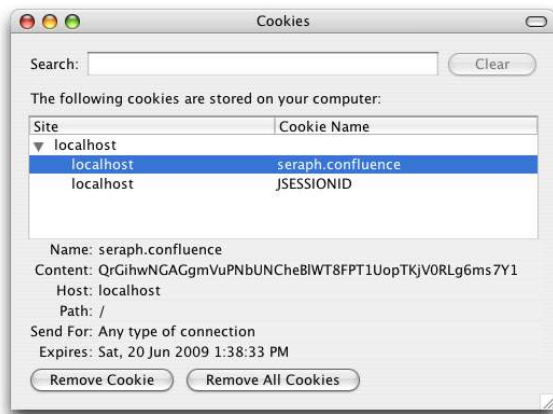 Cookies
Search: Clear
The following cookies are stored on your computer:
Site Cookie Name
localhost
localhost seraph.confluence
localhost JSESSIONID
Name: seraph.confluence
Content: QrGihwNGAGgmVuPNbUNCheBlWT8FPT1UopTKjV0RLg6ms7Y1
Host: localhost
Path: /
Send For: Any type of connection
Expires: Sat, 20 Jun 2009 1:38:33 PM
Remove Cookie Remove All Cookies